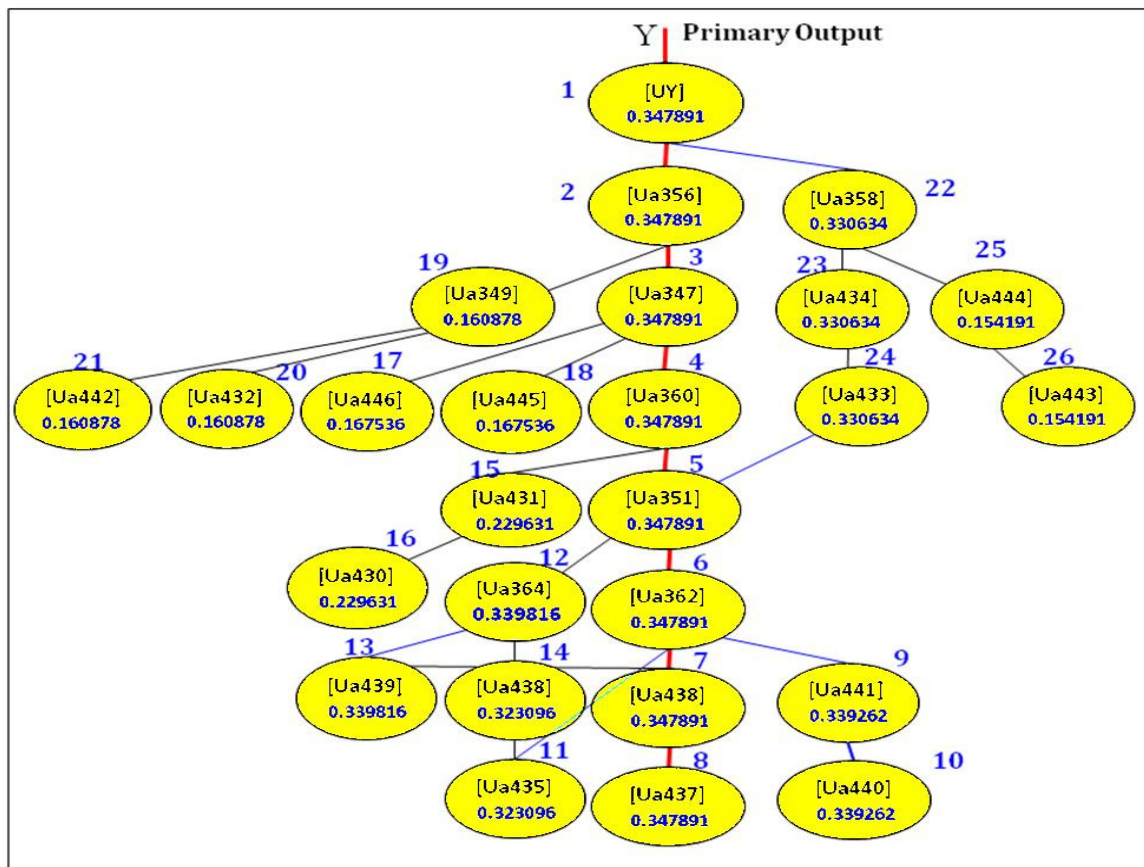 Y Primary Output
1
[UY]
0.347891
2
[Ua356]
0.347891
[Ua358]
0.330634
22
19
[Ua349]
0.160878
3
[Ua347]
0.347891
23
[Ua434]
0.330634
25
[Ua444]
0.154191
21
[Ua442]
0.160878
20
[Ua432]
0.160878
17
[Ua446]
0.167536
18
[Ua445]
0.167536
4
[Ua360]
0.347891
24
[Ua433]
0.330634
26
[Ua443]
0.154191
15
[Ua431]
0.229631
5
[Ua351]
0.347891
16
[Ua430]
0.229631
12
[Ua364]
0.339816
6
[Ua362]
0.347891
13
[Ua439]
0.339816
14
[Ua438]
0.323096
7
[Ua438]
0.347891
9
[Ua441]
0.339262
11
[Ua435]
0.323096
8
[Ua437]
0.347891
10
[Ua440]
0.339262